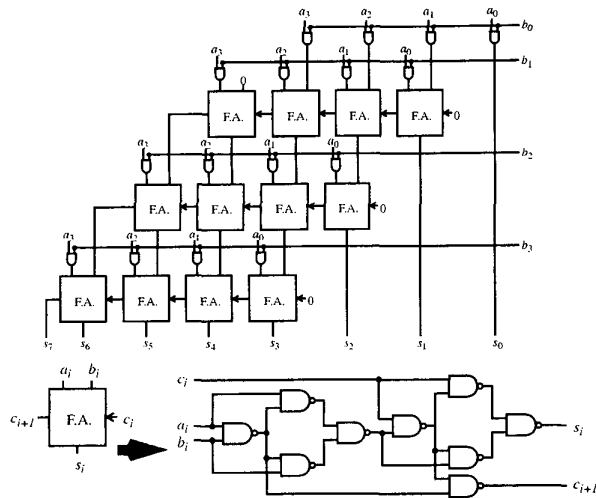 a3 a2 a1 a0
b0
a3 a2 a1 a0
b1
0
F.A. F.A. F.A. F.A. 0
a3 a2 a1 a0
b2
F.A. F.A. F.A. F.A. 0
a3 a2 a1 a0
b3
F.A. F.A. F.A. F.A. 0
s7 s6 s5 s4 s3 s2 s1 s0
ai bi
ci+1 F.A. ci
si
ci
ai
bi
si
ci+1